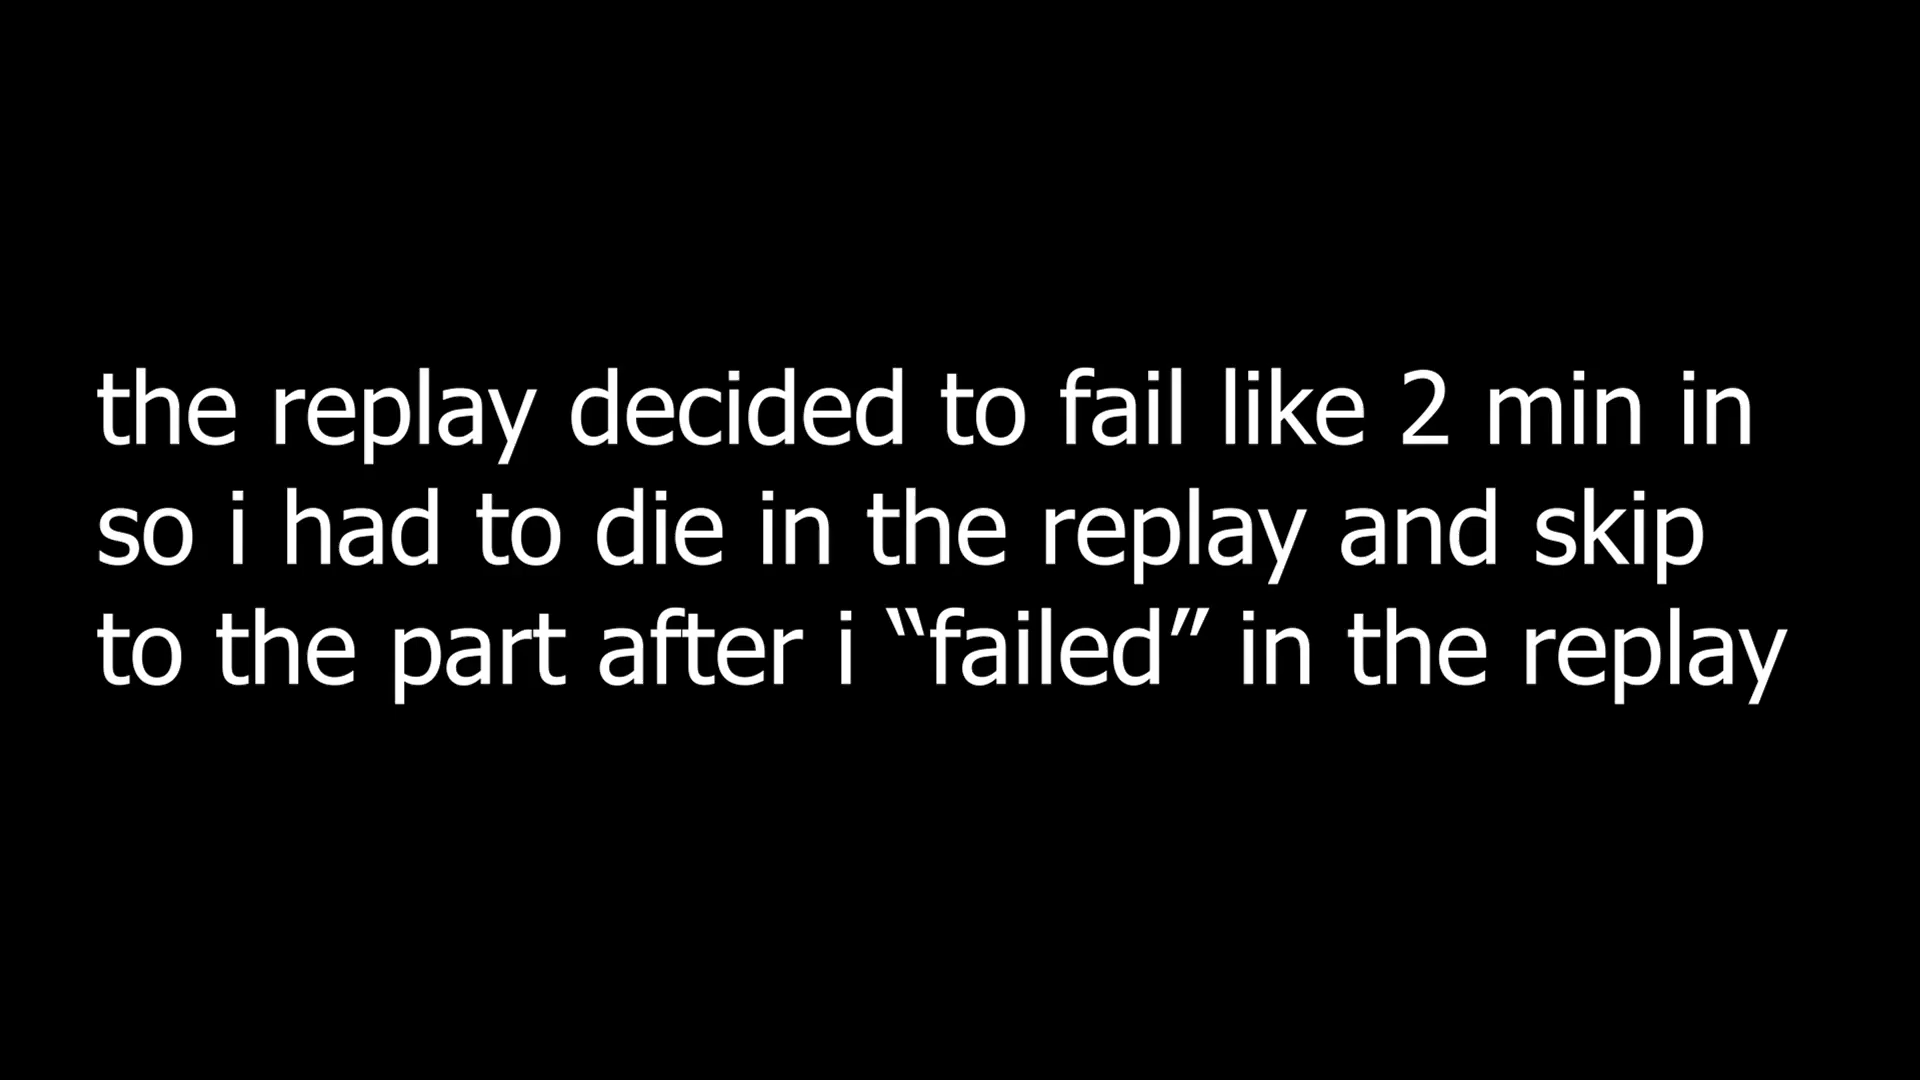 the replay decided to fail like 2 min in
so i had to die in the replay and skip
to the part after i “failed” in the replay